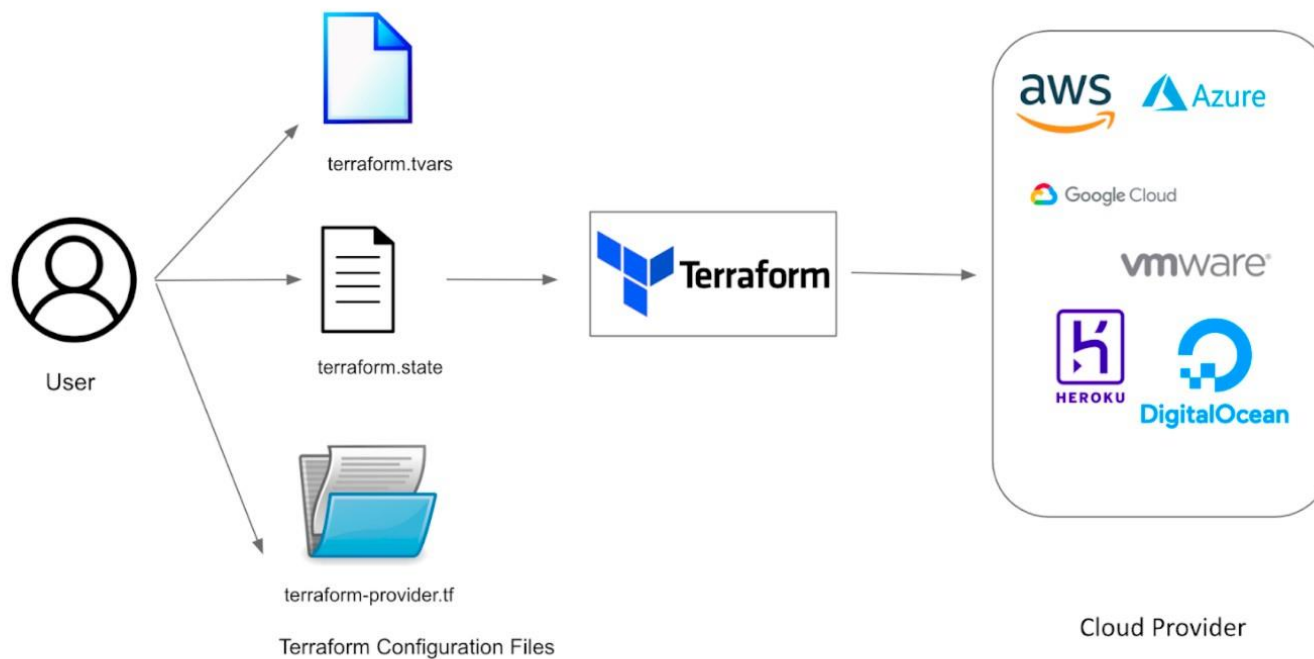 terraform.tvars
User
terraform.state
terraform-provider.tf
Terraform Configuration Files
Terraform
aws
Azure
Google Cloud
vmware®
HEROKU
DigitalOcean
Cloud Provider